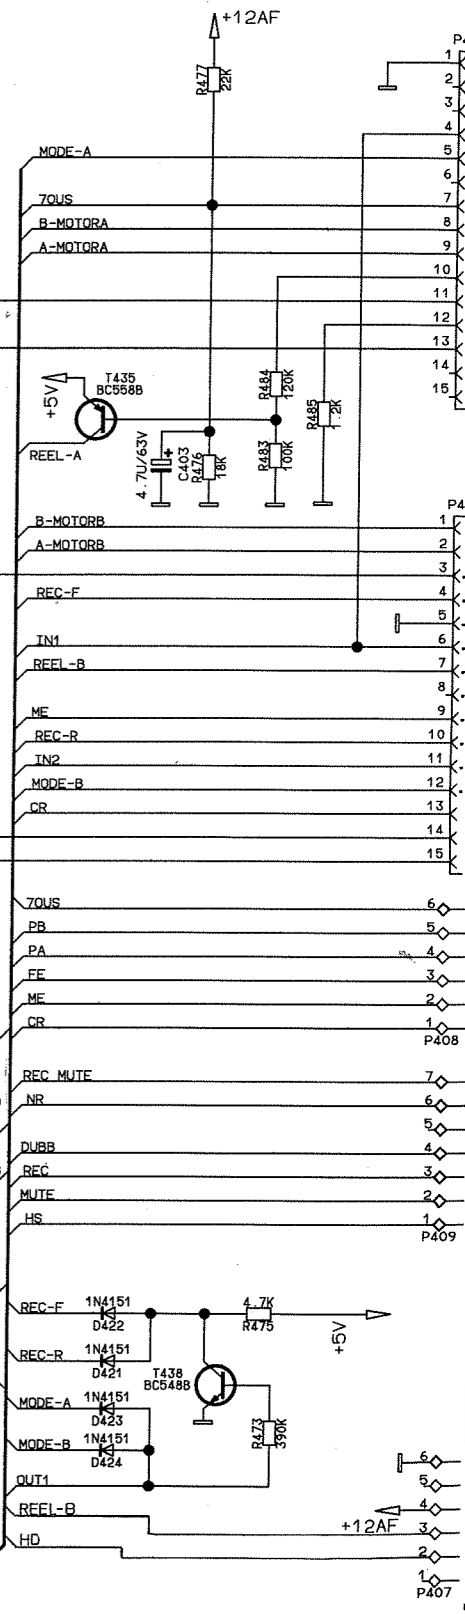 +12AF
R477
22K
P4
1
2
3
4
MODE-A
5
6
70US
7
B-MOTORA
8
A-MOTORA
9
10
11
12
13
T435
BC558B
+5V
R484
120K
14
R485
1.2K
15
REEL-A
4.7U/63V
+
C403
R476
18K
R483
100K
P4
B-MOTORB
1
A-MOTORB
2
3
REC-F
4
5
IN1
6
REEL-B
7
8
ME
9
REC-R
10
IN2
11
MODE-B
12
CR
13
14
15
70US
6
PB
5
PA
4
FE
3
ME
2
CR
1
P408
REC MUTE
7
NR
6
5
DUBB
4
REC
3
MUTE
2
HS
1
P409
REC-F
1N4151
D422
4.7K
R475
+5V
REC-R
1N4151
D421
T438
BC548B
MODE-A
1N4151
D423
R473
390K
MODE-B
1N4151
D424
6
OUT1
5
REEL-B
4
+12AF
3
HD
2
1
P407